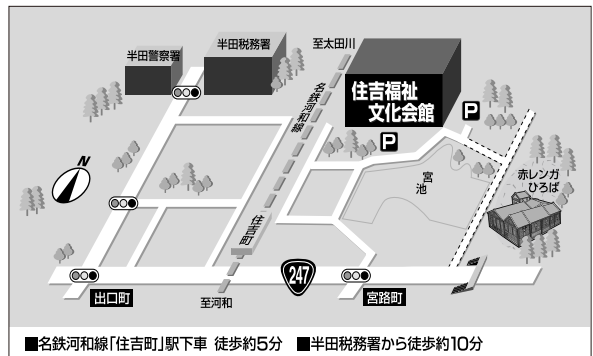 半田税務署
半田警察署
至太田川
住吉福祉
文化会館
名鉄河和線
P
P
赤レンガ
ひろば
宮
池
N
住吉町
247
出口町
宮路町
至河和
■名鉄河和線「住吉町」駅下車 徒歩約5分 ■半田税務署から徒歩約10分